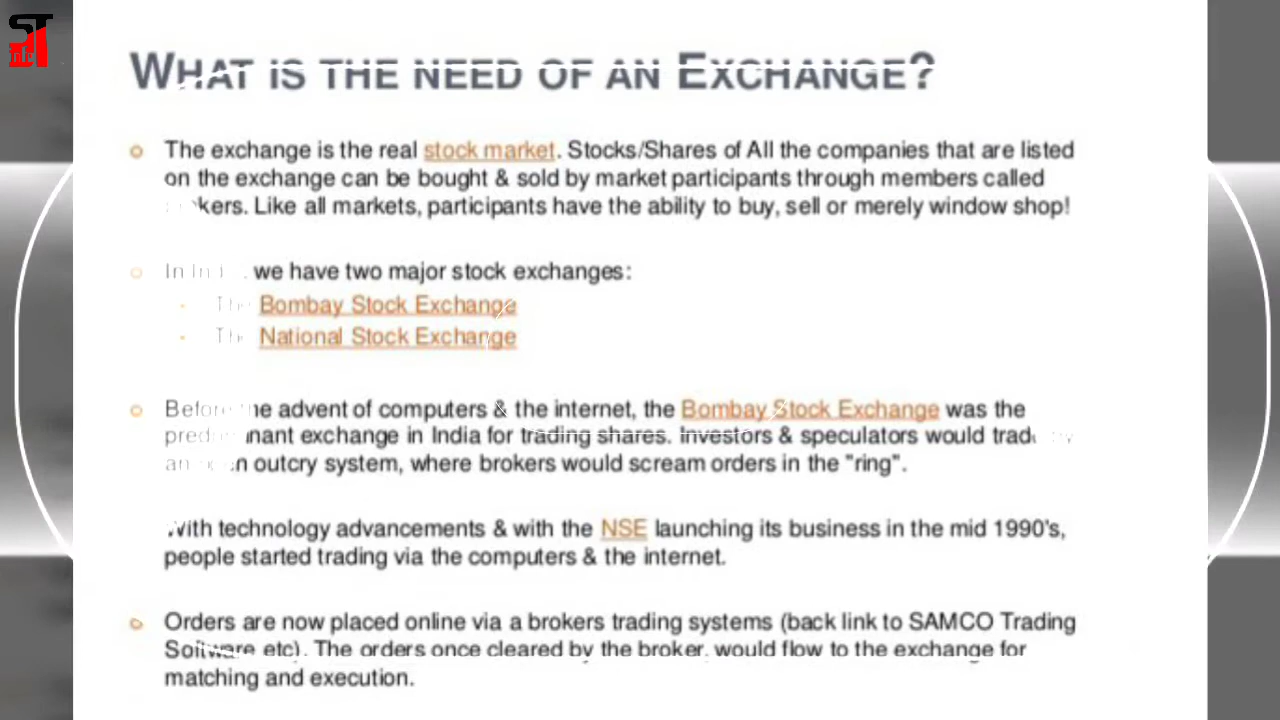 ST
WHAT IS THE NEED OF AN EXCHANGE?
The exchange is the real stock market. Stocks/Shares of All the companies that are listed
on the exchange can be bought & sold by market participants through members called
kers. Like all markets, participants have the ability to buy, sell or merely window shop!
In we have two major stock exchanges:
The Bombay Stock Exchange
The National Stock Exchange
Before the advent of computers & the internet, the Bombay Stock Exchange was the
exchange in India for trading shares. Investors & speculators would
outcry system, where brokers would scream orders in the "ring".
With technology advancements & with the NSE launching its business in the mid 1990's,
people started trading via the computers & the internet.
Orders are now placed online via a brokers trading systems (back link to SAMCO Trading
Software etc). The orders once cleared by the broker, would flow to the exchange for
matching and execution.